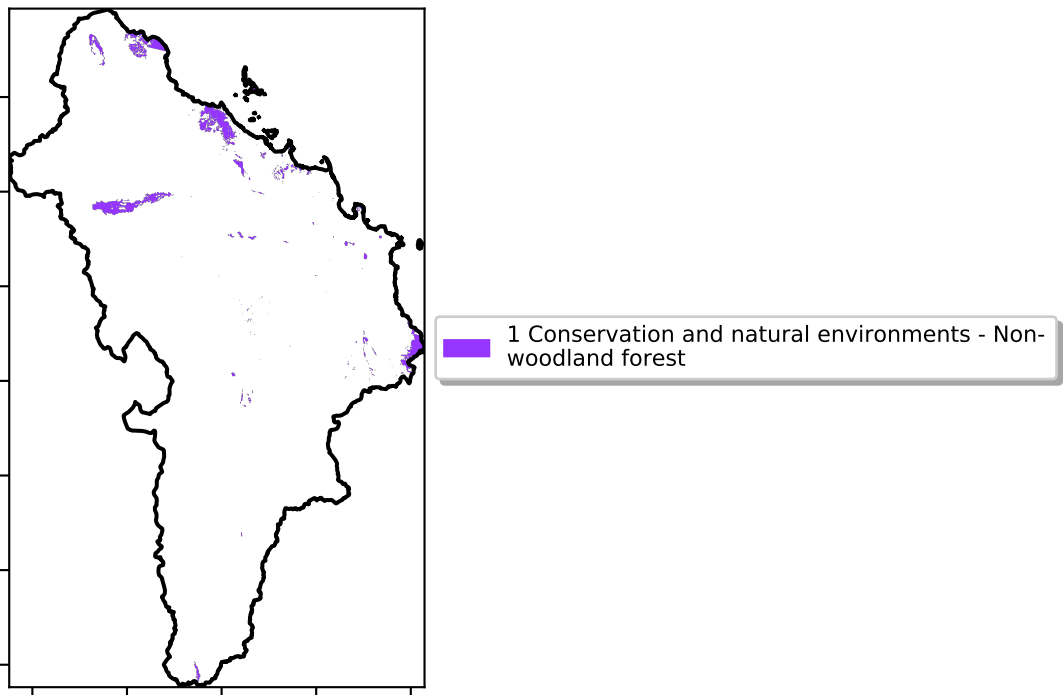 1 Conservation and natural environments - Non-
woodland forest